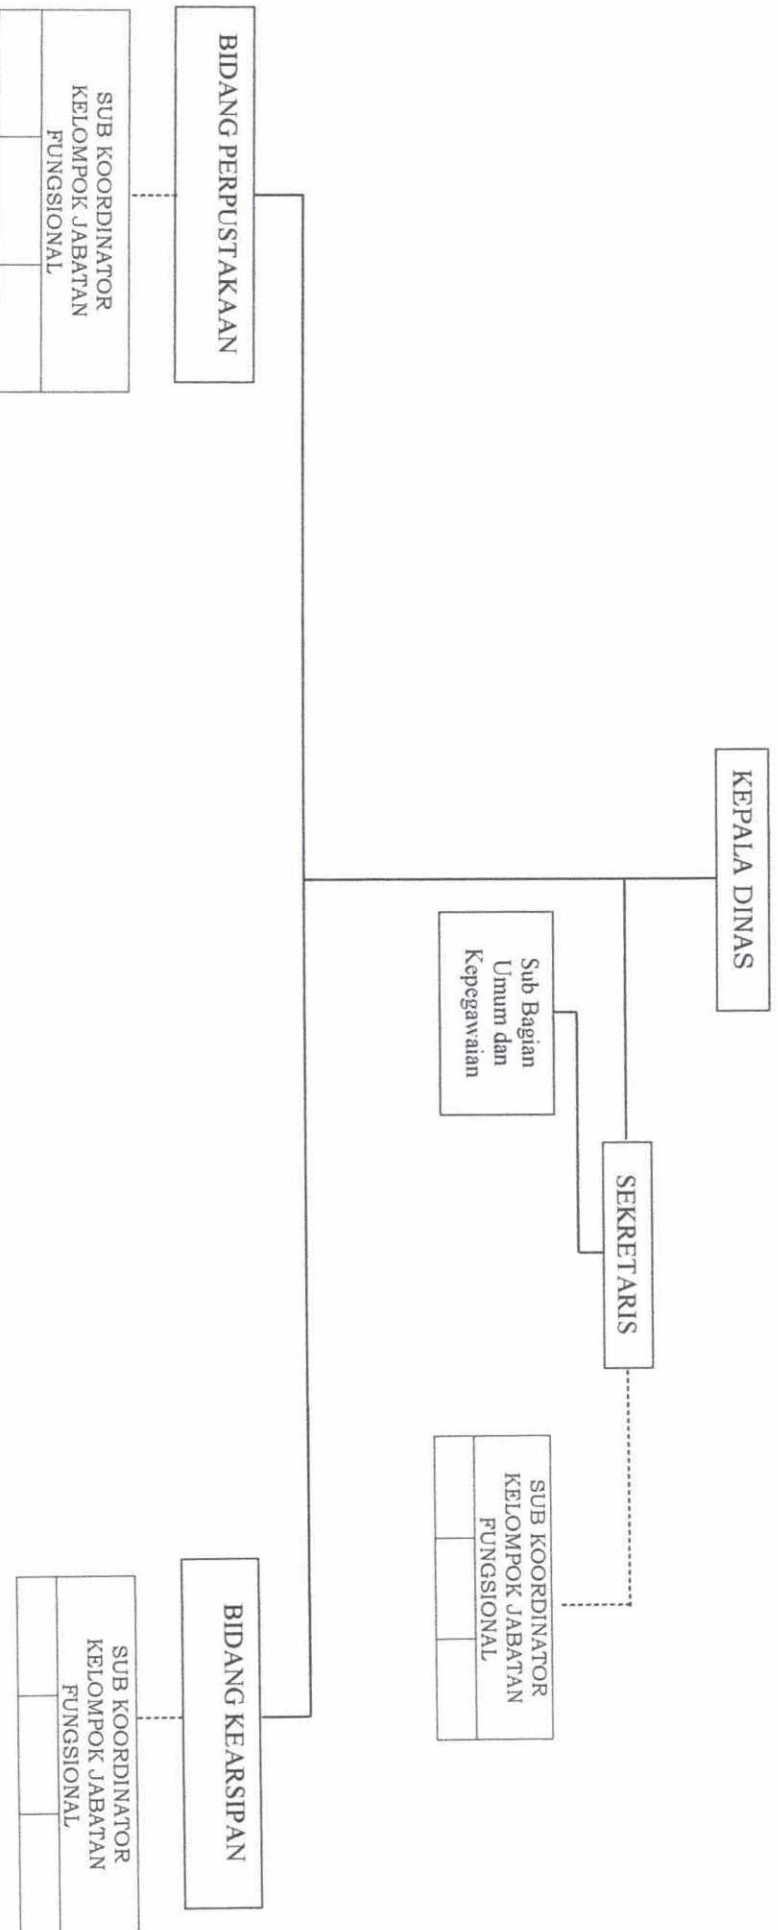 KEPALA DINAS
SEKRETARIS
Sub Bagian
Umum dan
Kepegawaian
SUB KOORDINATOR
KELOMPOK JABATAN
FUNGSIONAL
BIDANG PERPUSTAKAAN
BIDANG KEARSIPAN
SUB KOORDINATOR
KELOMPOK JABATAN
FUNGSIONAL
SUB KOORDINATOR
KELOMPOK JABATAN
FUNGSIONAL